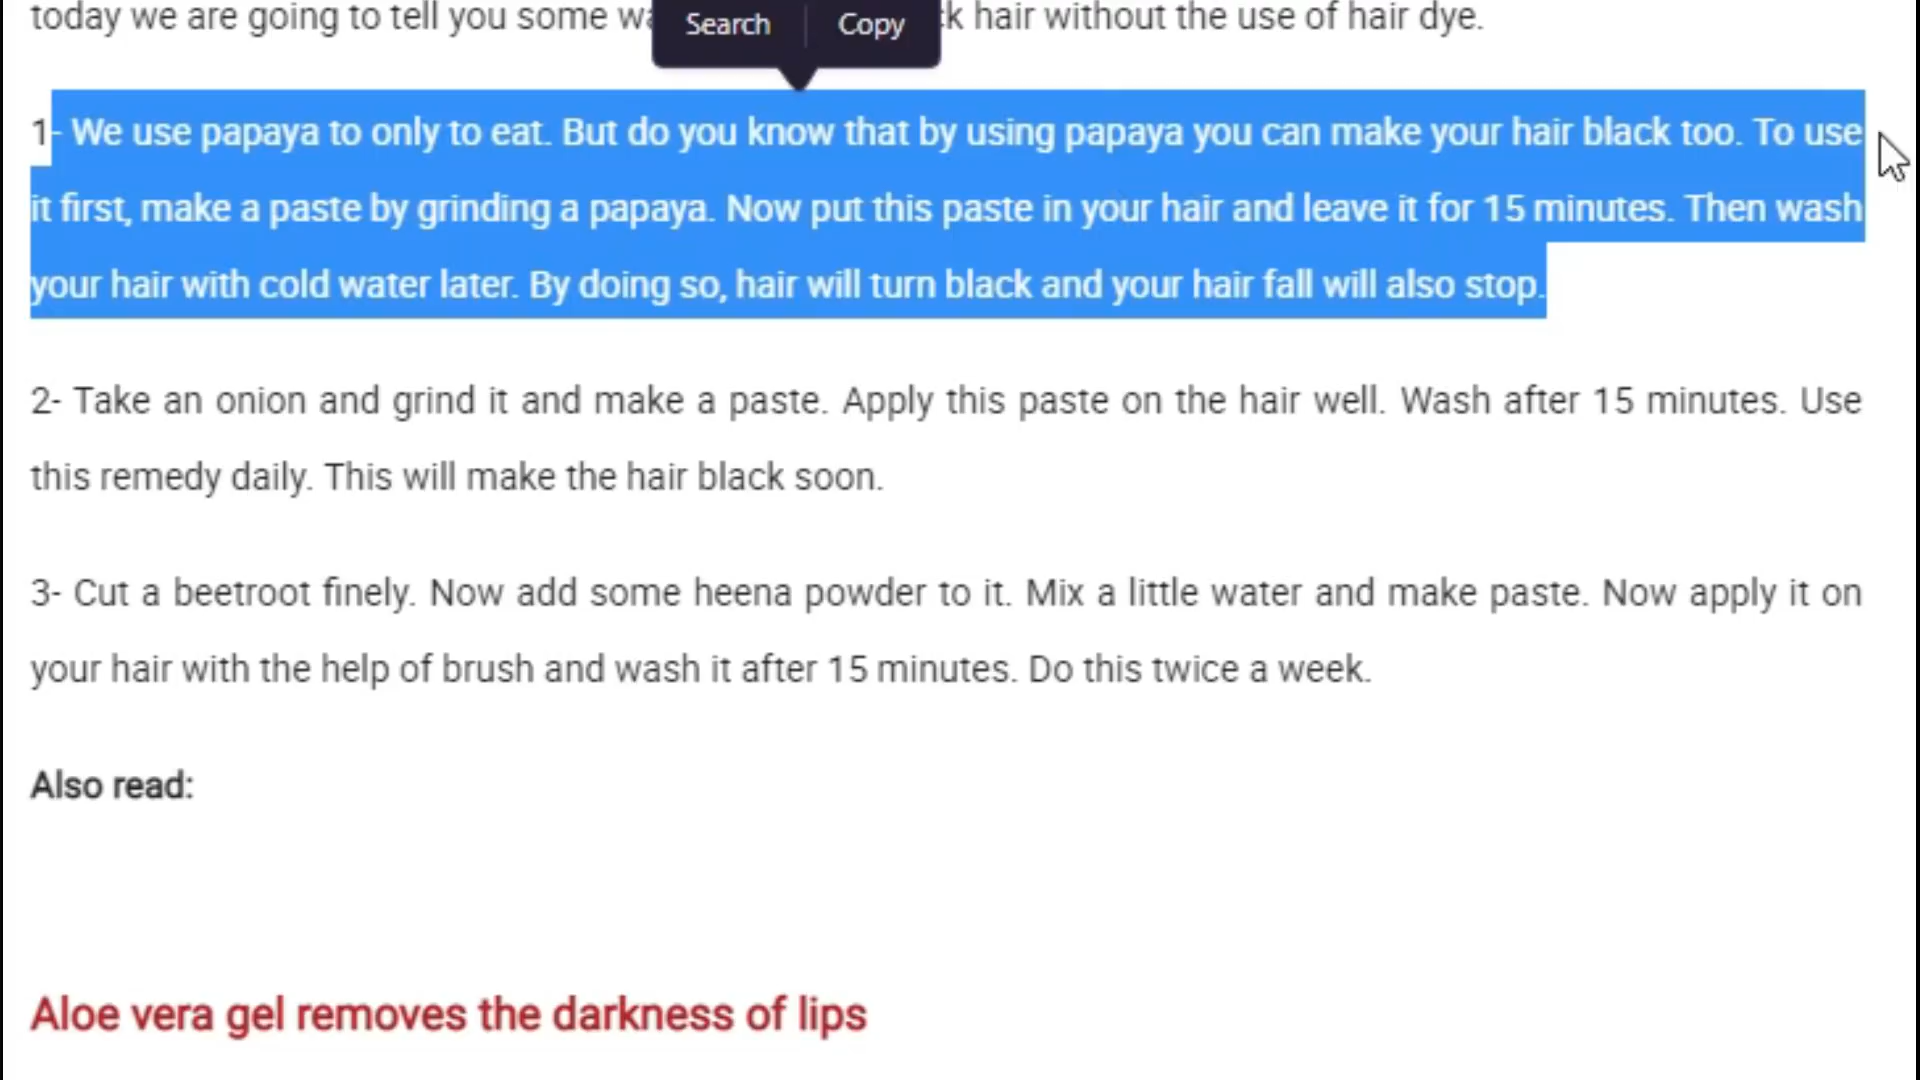 today we are going to tell you some
Search Copy
hair without the use of hair dye.
1- We use papaya to only to eat. But do you know that by using papaya you can make your hair black too. To use
it first, make a paste by grinding a papaya. Now put this paste in your hair and leave it for 15 minutes. Then wash
your hair with cold water later. By doing so, hair will turn black and your hair fall will also stop.
2- Take an onion and grind it and make a paste. Apply this paste on the hair well. Wash after 15 minutes. Use
this remedy daily. This will make the hair black soon.
3- Cut a beetroot finely. Now add some heena powder to it. Mix a little water and make paste. Now apply it on
your hair with the help of brush and wash it after 15 minutes. Do this twice a week.
Also read:
Aloe vera gel removes the darkness of lips